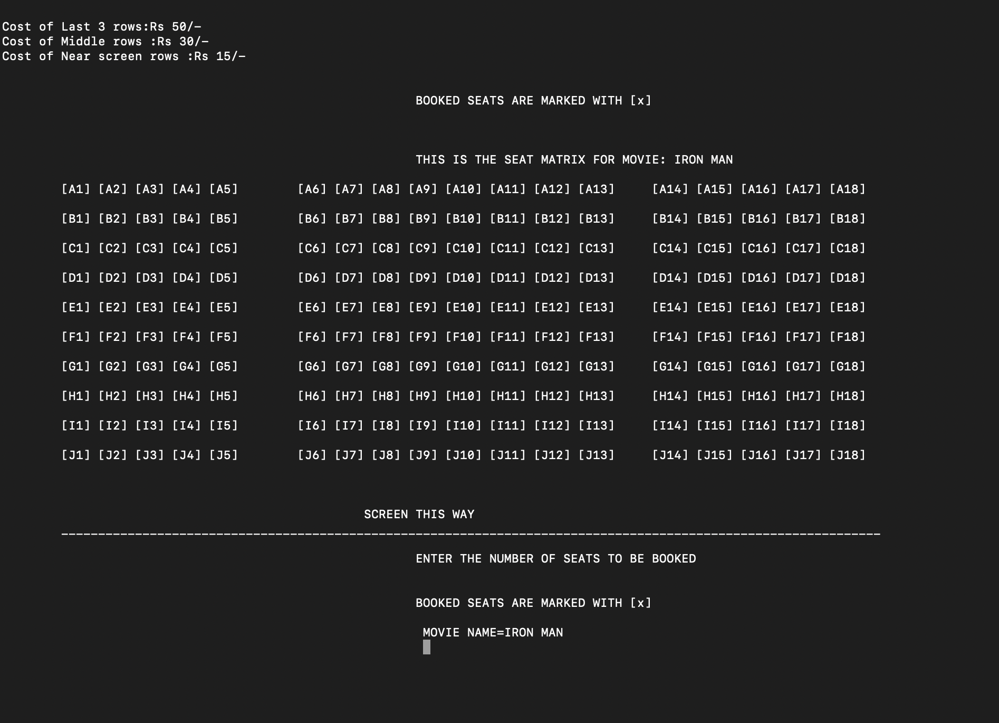 Cost of Last 3 rows:Rs 50/-
Cost of Middle rows :Rs 30/-
Cost of Near screen rows :Rs 15/-
BOOKED SEATS ARE MARKED WITH [x]
THIS IS THE SEAT MATRIX FOR MOVIE: IRON MAN
[A1] [A2] [A3] [A4] [A5] [A6] [A7] [A8] [A9] [A10] [A11] [A12] [A13] [A14] [A15] [A16] [A17] [A18]
[B1] [B2] [B3] [B4] [B5] [B6] [B7] [B8] [B9] [B10] [B11] [B12] [B13] [B14] [B15] [B16] [B17] [B18]
[C1] [C2] [C3] [C4] [C5] [C6] [C7] [C8] [C9] [C10] [C11] [C12] [C13] [C14] [C15] [C16] [C17] [C18]
[D1] [D2] [D3] [D4] [D5] [D6] [D7] [D8] [D9] [D10] [D11] [D12] [D13] [D14] [D15] [D16] [D17] [D18]
[E1] [E2] [E3] [E4] [E5] [E6] [E7] [E8] [E9] [E10] [E11] [E12] [E13] [E14] [E15] [E16] [E17] [E18]
[F1] [F2] [F3] [F4] [F5] [F6] [F7] [F8] [F9] [F10] [F11] [F12] [F13] [F14] [F15] [F16] [F17] [F18]
[G1] [G2] [G3] [G4] [G5] [G6] [G7] [G8] [G9] [G10] [G11] [G12] [G13] [G14] [G15] [G16] [G17] [G18]
[H1] [H2] [H3] [H4] [H5] [H6] [H7] [H8] [H9] [H10] [H11] [H12] [H13] [H14] [H15] [H16] [H17] [H18]
[I1] [I2] [I3] [I4] [I5] [I6] [I7] [I8] [I9] [I10] [I11] [I12] [I13] [I14] [I15] [I16] [I17] [I18]
[J1] [J2] [J3] [J4] [J5] [J6] [J7] [J8] [J9] [J10] [J11] [J12] [J13] [J14] [J15] [J16] [J17] [J18]
SCREEN THIS WAY
---------------------------------------------------------------------------------------------------------------
ENTER THE NUMBER OF SEATS TO BE BOOKED
BOOKED SEATS ARE MARKED WITH [x]
MOVIE NAME=IRON MAN